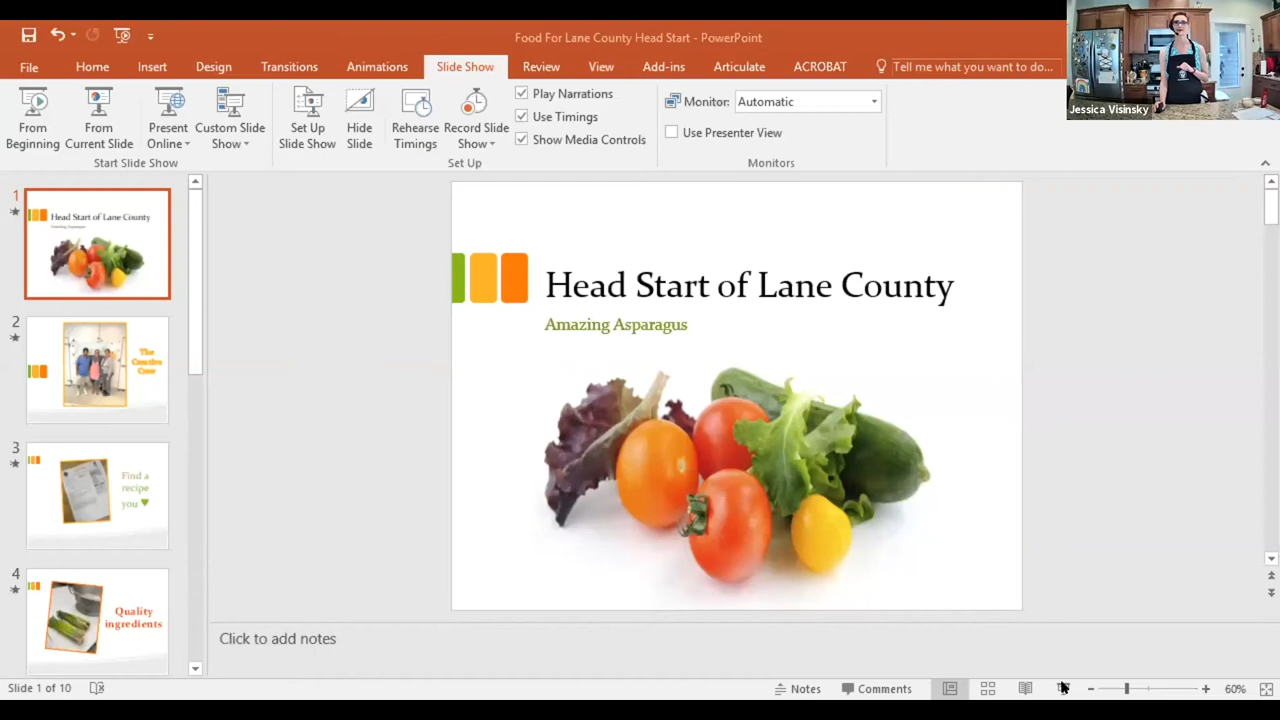 Food For Lane County Head Start - PowerPoint
File Home Insert Design Transitions Animations Slide Show Review View Add-ins Articulate ACROBAT Tell me what you want to do...
Jessica Visinsky
From Beginning
From Current Slide
Present Online
Custom Slide Show
Start Slide Show
Set Up Slide Show
Hide Slide
Rehearse Timings
Record Slide Show
Play Narrations
Use Timings
Show Media Controls
Set Up
Monitor: Automatic
Use Presenter View
Monitors
1
Head Start of Lane County
Amazing Asparagus
2
The
Creative
Crew
3
Find a
recipe
you ♥
4
Quality
ingredients
Head Start of Lane County
Amazing Asparagus
Click to add notes
Slide 1 of 10
Notes
Comments
60%